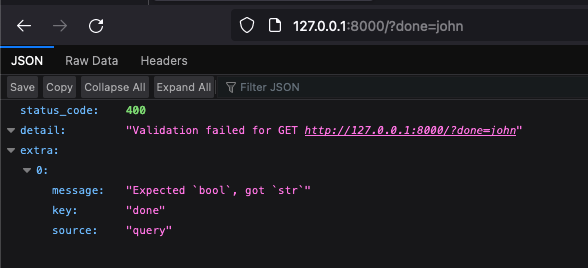 127.0.0.1:8000/?done=john
JSON Raw Data Headers
Save Copy Collapse All Expand All Filter JSON
status_code: 400
detail: "Validation failed for GET http://127.0.0.1:8000/?done=john"
extra:
0:
message: "Expected `bool`, got `str`"
key: "done"
source: "query"